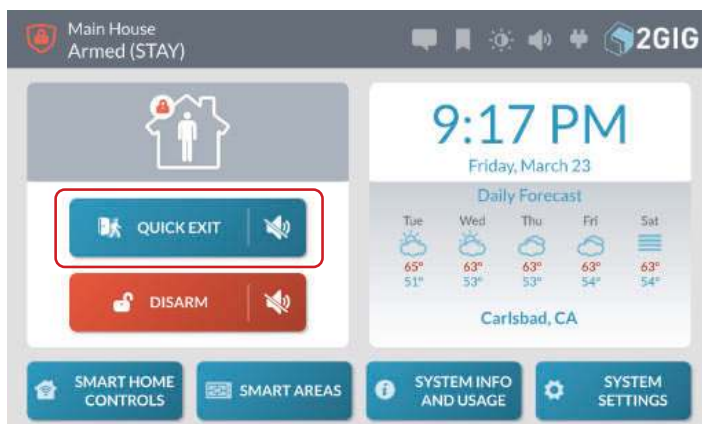 Main House
Armed (STAY)
2GIG
9:17 PM
Friday, March 23
Daily Forecast
Tue Wed Thu Fri Sat
65° 63° 63° 63° 63°
51° 53° 53° 54° 54°
Carlsbad, CA
QUICK EXIT
DISARM
SMART HOME
CONTROLS
SMART AREAS
SYSTEM INFO
AND USAGE
SYSTEM
SETTINGS